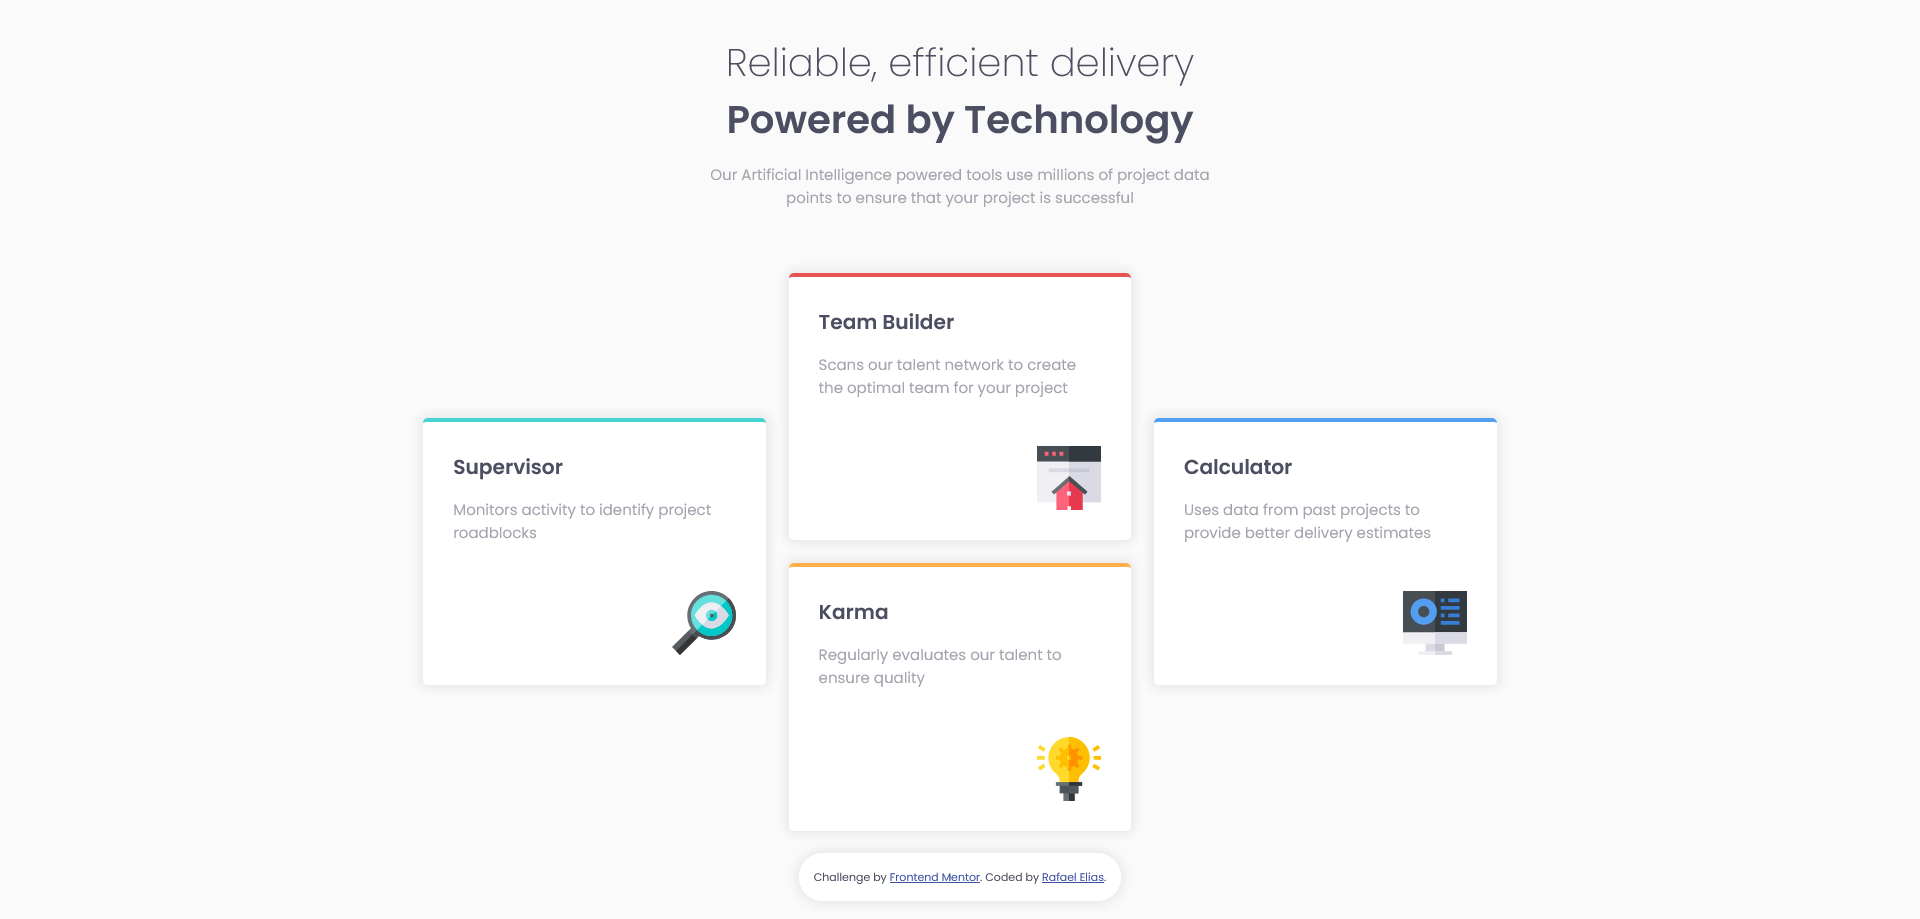 Reliable, efficient delivery
Powered by Technology
Our Artificial Intelligence powered tools use millions of project data
points to ensure that your project is successful
Team Builder
Scans our talent network to create
the optimal team for your project
Supervisor
Monitors activity to identify project
roadblocks
Calculator
Uses data from past projects to
provide better delivery estimates
Karma
Regularly evaluates our talent to
ensure quality
Challenge by Frontend Mentor. Coded by Rafael Elias.